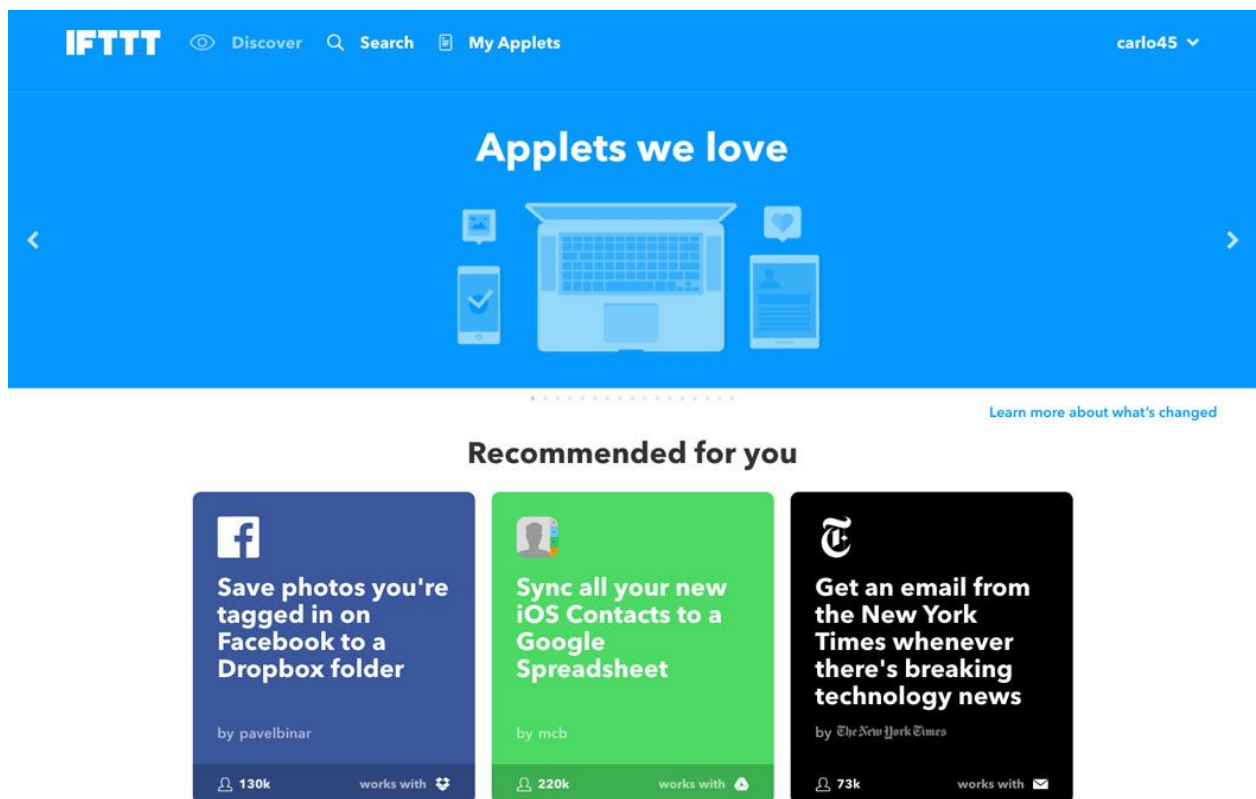 IFTTT Discover Search My Applets carlo45
Applets we love
Learn more about what's changed
Recommended for you
Save photos you're
tagged in on
Facebook to a
Dropbox folder
by pavelbinar
130k works with
Sync all your new
iOS Contacts to a
Google
Spreadsheet
by mcb
220k works with
Get an email from
the New York
Times whenever
there's breaking
technology news
by The New York Times
73k works with